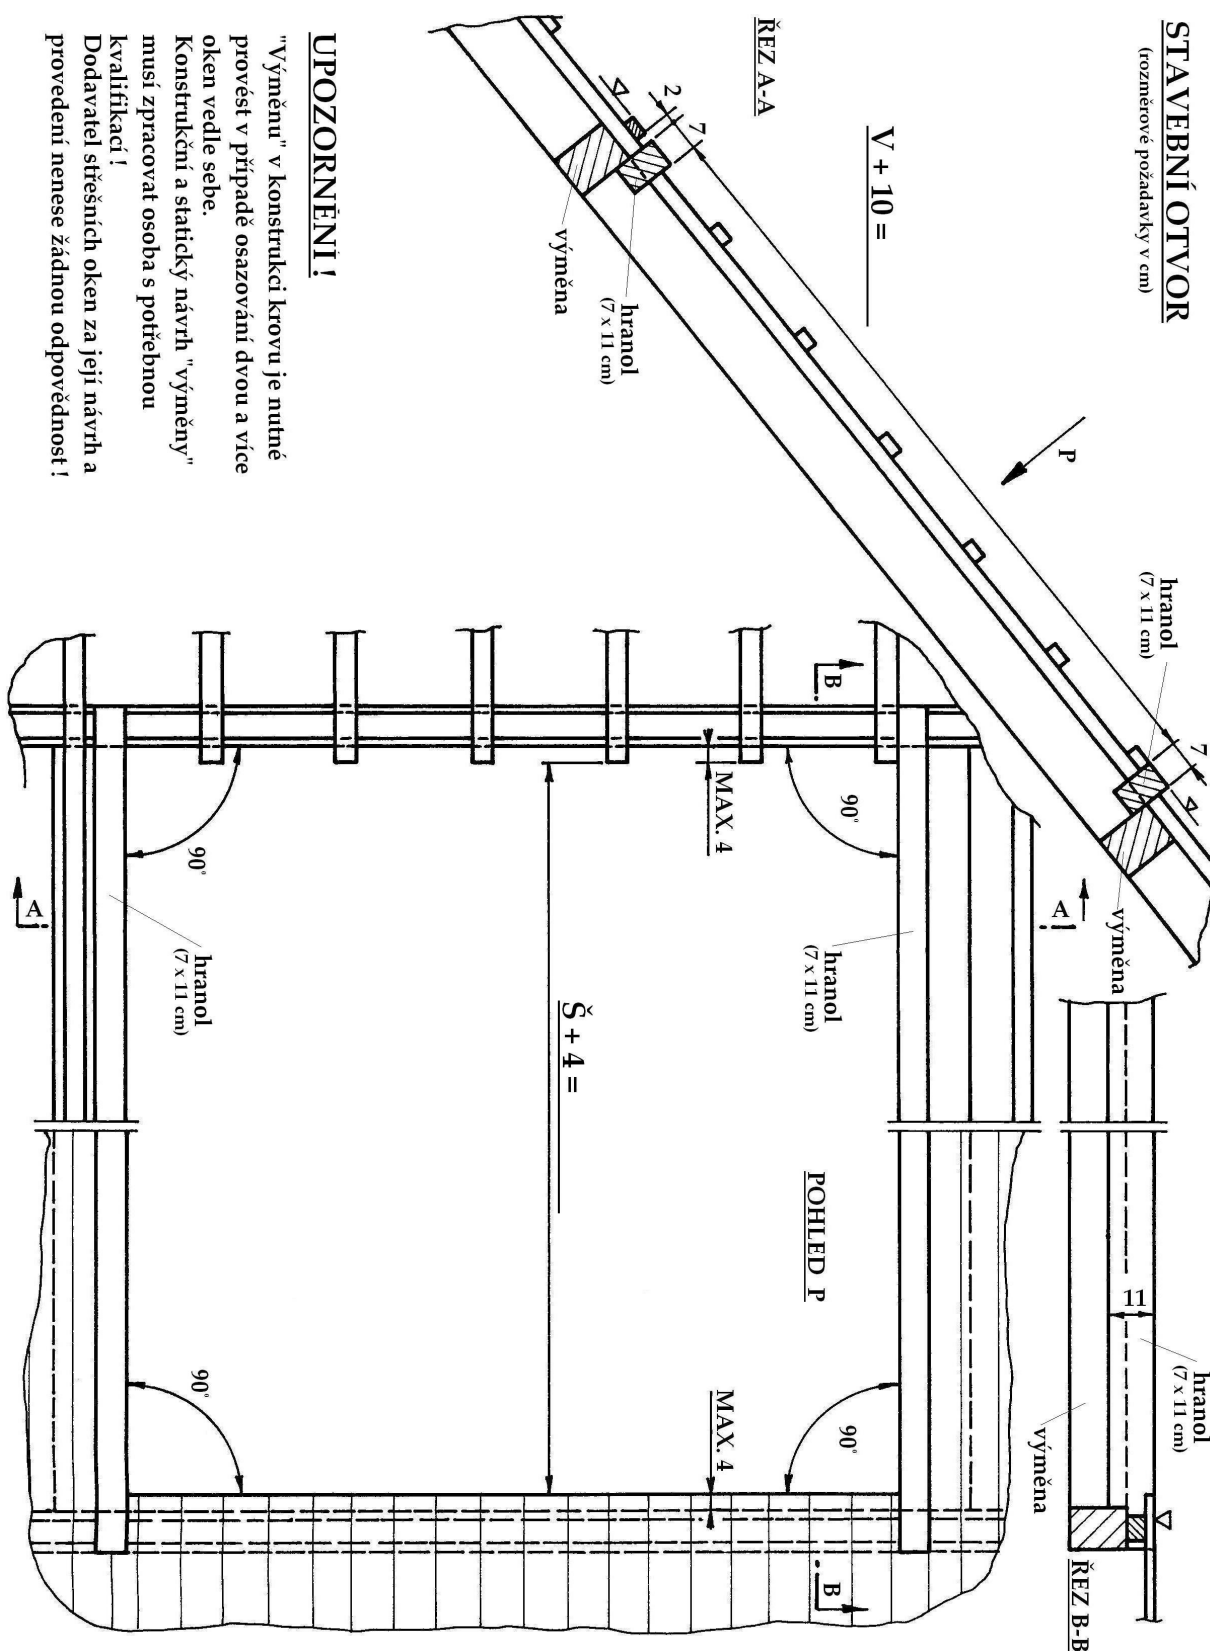 STAVEBNÍ OTVOR
(rozměrové požadavky v cm)
ŘEZ A-A
V + 10 =
2
7
hranol
(7 x 11 cm)
výměna
P
hranol
(7 x 11 cm)
7
výměna
UPOZORNĚNÍ !
"Výměnu" v konstrukci krovu je nutné
provést v případě osazování dvou a více
oken vedle sebe.
Konstrukční a statický návrh "výměny"
musí zpracovat osoba s potřebnou
kvalifikací !
Dodavatel střešních oken za její návrh a
provedení nenese žádnou odpovědnost !
B
MAX. 4
90°
90°
A
A
hranol
(7 x 11 cm)
hranol
(7 x 11 cm)
Š + 4 =
POHLED P
11
hranol
(7 x 11 cm)
výměna
MAX. 4
90°
90°
B
ŘEZ B-B